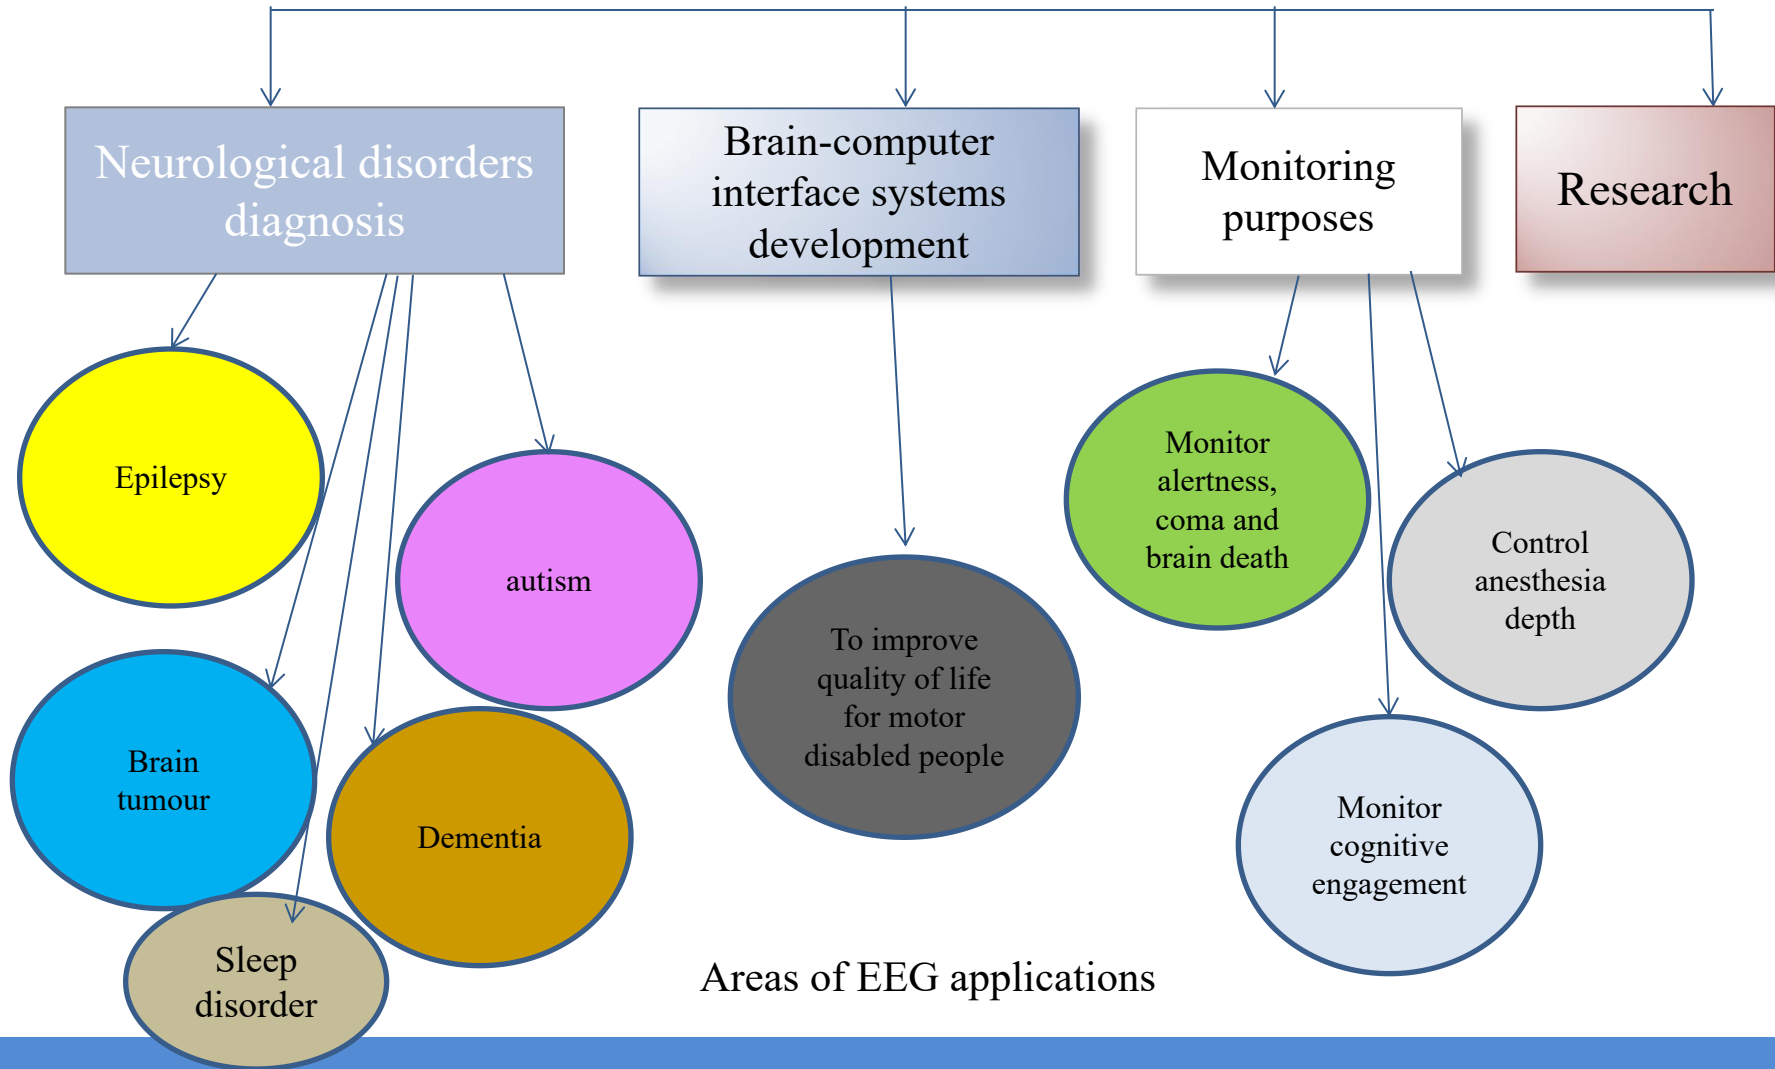 Neurological disorders
diagnosis
Brain-computer
interface systems
development
Monitoring
purposes
Research
Epilepsy
autism
Brain
tumour
Dementia
Sleep
disorder
To improve
quality of life
for motor
disabled people
Monitor
alertness,
coma and
brain death
Control
anesthesia
depth
Monitor
cognitive
engagement
Areas of EEG applications